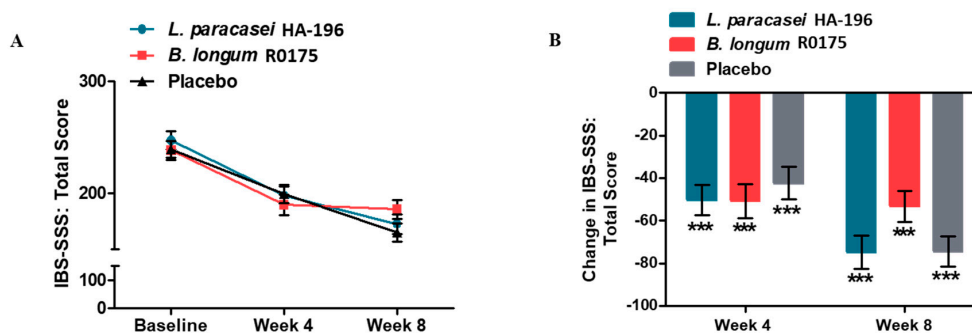 A
L. paracasei HA-196
B. longum R0175
Placebo
IBS-SSS: Total Score
300
200
100
0
Baseline Week 4 Week 8
B
L. paracasei HA-196
B. longum R0175
Placebo
Change in IBS-SSS:
Total Score
0
-20
-40
-60
-80
-100
*** *** ***
*** *** ***
Week 4 Week 8